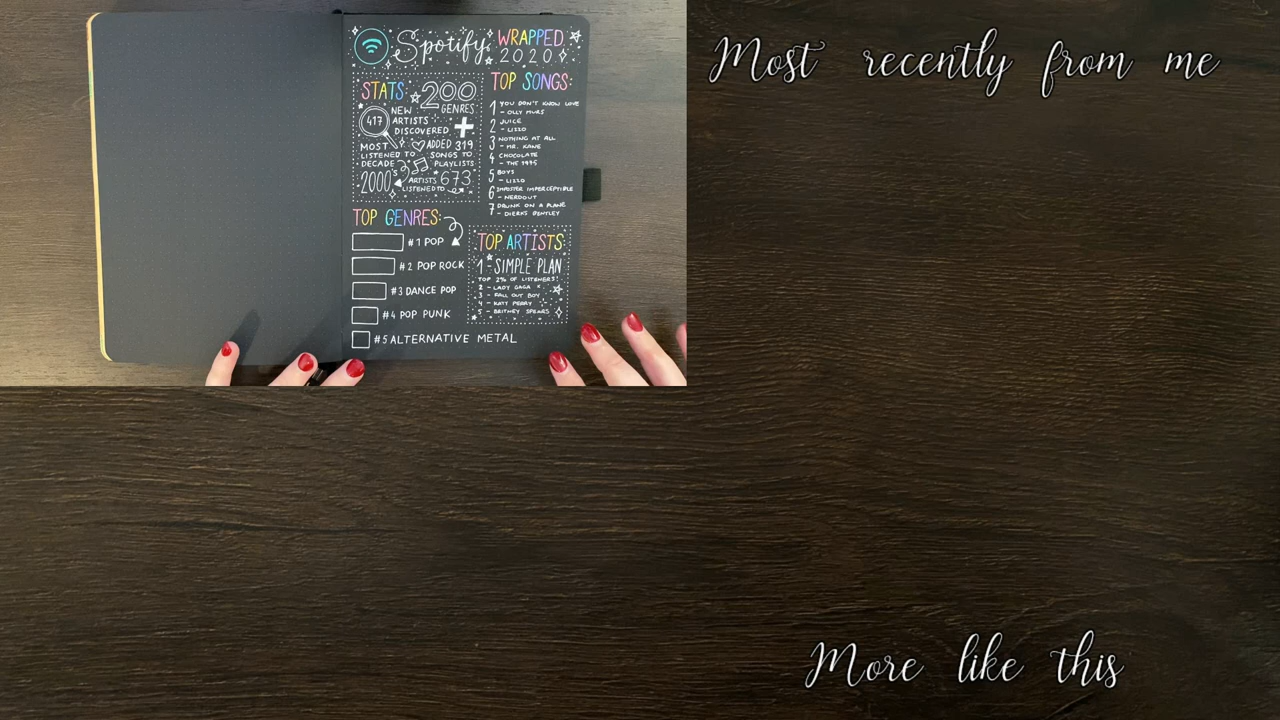 Spotify WRAPPED
2020
STATS: 200
GENRES
417
NEW
ARTISTS
DISCOVERED
+
MOST
LISTENED TO
DECADE
2000's
ADDED 319
SONGS TO
PLAYLISTS
ARTISTS 673
LISTENED TO
TOP SONGS:
1 YOU DON'T KNOW LOVE
- OLLY MURS
2 JUICE
- LIZZO
3 NOTHING AT ALL
- MR. KANE
4 CHOCOLATE
- THE 1975
5 BOYS
- LIZZO
6 IMPOSTER IMPERCEPTIBLE
- NERDOUT
7 DRUNK ON A PLANE
- DIERKS BENTLEY
TOP GENRES:
#1 POP
#2 POP ROCK
#3 DANCE POP
#4 POP PUNK
#5 ALTERNATIVE METAL
TOP ARTISTS:
1 - SIMPLE PLAN
TOP 2% OF LISTENERS!
2 - LADY GAGA
3 - FALL OUT BOY
4 - KATY PERRY
5 - BRITNEY SPEARS
Most recently from me
More like this